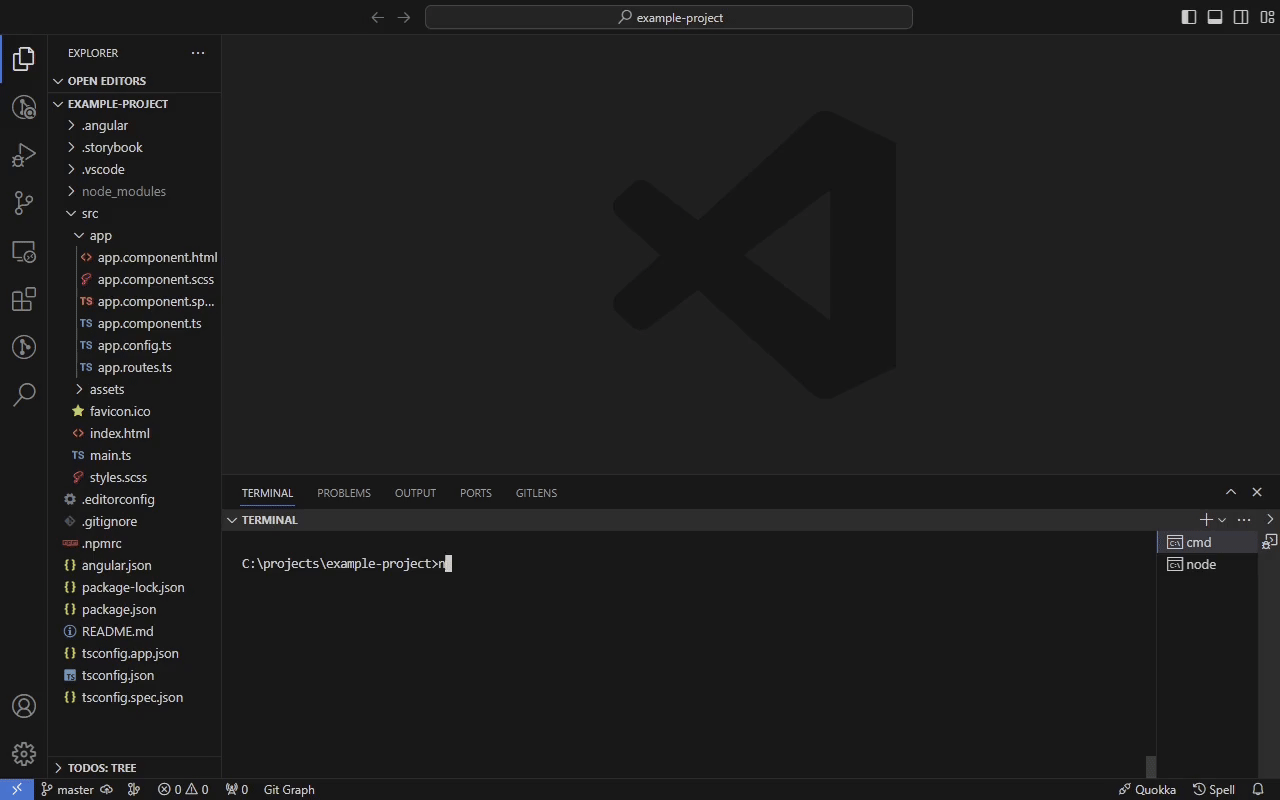 example-project
EXPLORER
OPEN EDITORS
EXAMPLE-PROJECT
.angular
.storybook
.vscode
node_modules
src
app
<> app.component.html
app.component.scss
TS app.component.sp...
TS app.component.ts
TS app.config.ts
TS app.routes.ts
assets
favicon.ico
<> index.html
TS main.ts
styles.scss
.editorconfig
.gitignore
.npmrc
{} angular.json
{} package-lock.json
{} package.json
README.md
{} tsconfig.app.json
TS tsconfig.json
{} tsconfig.spec.json
TODOS: TREE
TERMINAL PROBLEMS OUTPUT PORTS GITLENS
TERMINAL
C:\projects\example-project>n
cmd
node
master 0 0 0 Git Graph Quokka Spell